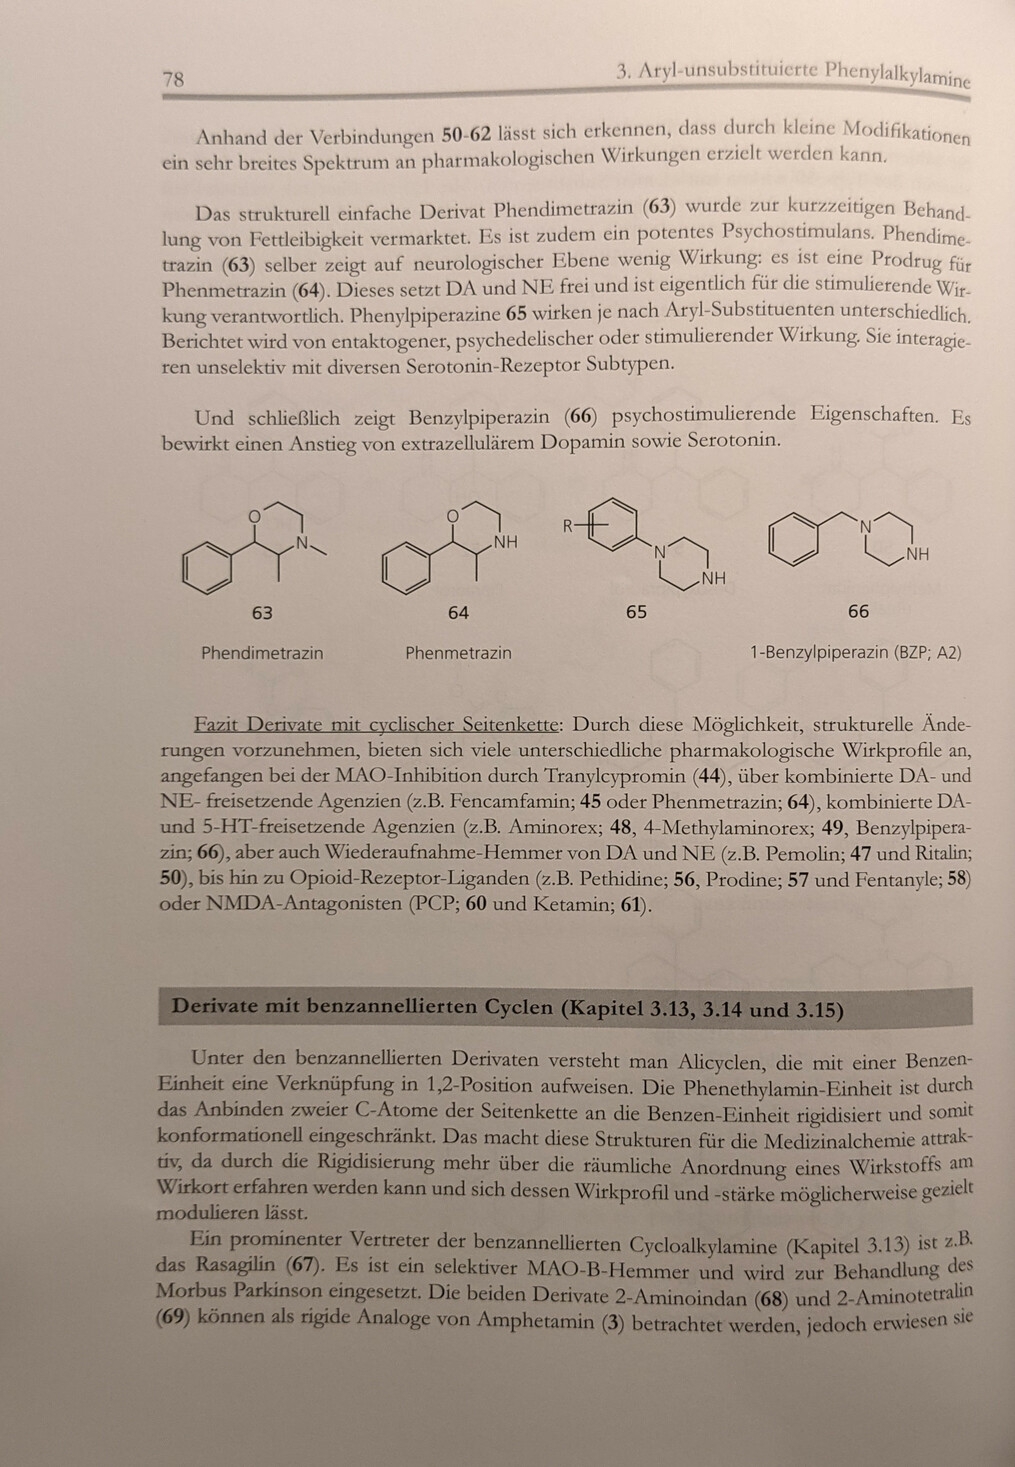 78
3. Aryl-unsubstituierte Phenylalkylamine
Anhand der Verbindungen 50-62 lässt sich erkennen, dass durch kleine Modifikationen
ein sehr breites Spektrum an pharmakologischen Wirkungen erzielt werden kann.
Das strukturell einfache Derivat Phendimetrazin (63) wurde zur kurzzeitigen Behand-
lung von Fettleibigkeit vermarktet. Es ist zudem ein potentes Psychostimulans. Phendime-
trazin (63) selber zeigt auf neurologischer Ebene wenig Wirkung: es ist eine Prodrug für
Phenmetrazin (64). Dieses setzt DA und NE frei und ist eigentlich für die stimulierende Wir-
kung verantwortlich. Phenylpiperazine 65 wirken je nach Aryl-Substituenten unterschiedlich.
Berichtet wird von entaktogener, psychedelischer oder stimulierender Wirkung. Sie interagie-
ren unselektiv mit diversen Serotonin-Rezeptor Subtypen.
Und schließlich zeigt Benzylpiperazin (66) psychostimulierende Eigenschaften. Es
bewirkt einen Anstieg von extrazellulärem Dopamin sowie Serotonin.
O N
O NH
R N NH
N NH
63 64 65 66
Phendimetrazin Phenmetrazin 1-Benzylpiperazin (BZP; A2)
Fazit Derivate mit cyclischer Seitenkette: Durch diese Möglichkeit, strukturelle Ände-
rungen vorzunehmen, bieten sich viele unterschiedliche pharmakologische Wirkprofile an,
angefangen bei der MAO-Inhibition durch Tranylcypromin (44), über kombinierte DA- und
NE- freisetzende Agenzien (z.B. Fencamfamin; 45 oder Phenmetrazin; 64), kombinierte DA-
und 5-HT-freisetzende Agenzien (z.B. Aminorex; 48, 4-Methylaminorex; 49, Benzylpipera-
zin; 66), aber auch Wiederaufnahme-Hemmer von DA und NE (z.B. Pemolin; 47 und Ritalin;
50), bis hin zu Opioid-Rezeptor-Liganden (z.B. Pethidine; 56, Prodine; 57 und Fentanyle; 58)
oder NMDA-Antagonisten (PCP; 60 und Ketamin; 61).
Derivate mit benzannellierten Cyclen (Kapitel 3.13, 3.14 und 3.15)
Unter den benzannellierten Derivaten versteht man Alicyclen, die mit einer Benzen-
Einheit eine Verknüpfung in 1,2-Position aufweisen. Die Phenethylamin-Einheit ist durch
das Anbinden zweier C-Atome der Seitenkette an die Benzen-Einheit rigidisiert und somit
konformationell eingeschränkt. Das macht diese Strukturen für die Medizinalchemie attrak-
tiv, da durch die Rigidisierung mehr über die räumliche Anordnung eines Wirkstoffs am
Wirkort erfahren werden kann und sich dessen Wirkprofil und -stärke möglicherweise gezielt
modulieren lässt.
Ein prominenter Vertreter der benzannellierten Cycloalkylamine (Kapitel 3.13) ist z.B.
das Rasagilin (67). Es ist ein selektiver MAO-B-Hemmer und wird zur Behandlung des
Morbus Parkinson eingesetzt. Die beiden Derivate 2-Aminoindan (68) und 2-Aminotetralin
(69) können als rigide Analoge von Amphetamin (3) betrachtet werden, jedoch erwiesen sie